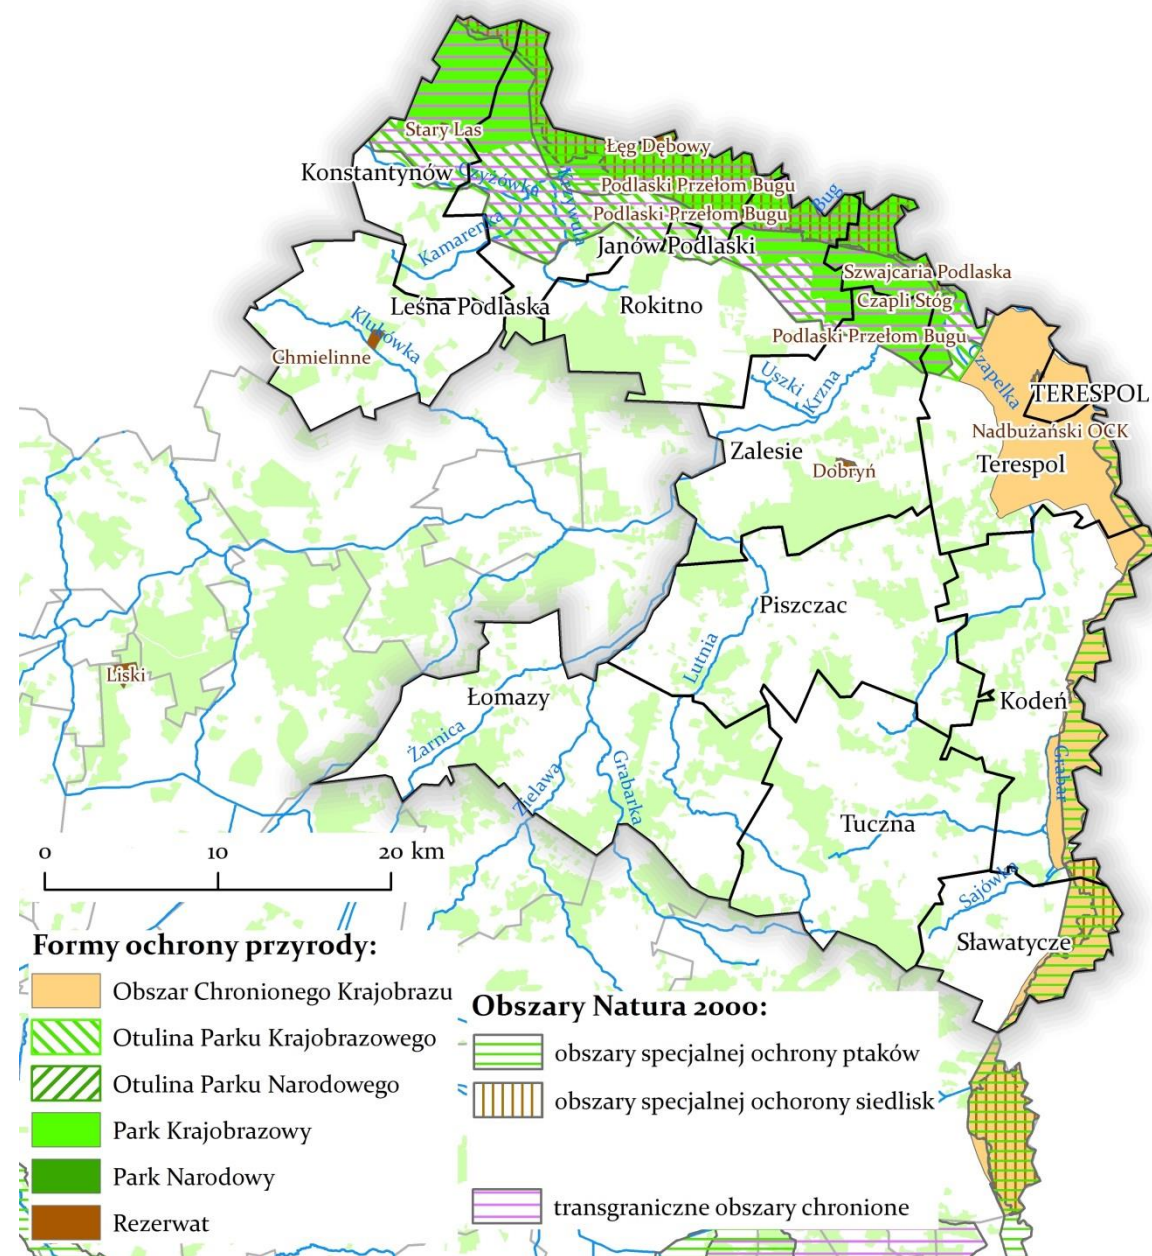 Stary Las
Łęg Dębowy
Konstantynów
Czyżówka
Krzywula
Podlaski Przełom Bugu
Bug
Podlaski Przełom Bugu
Kamarenka
Janów Podlaski
Szwajcaria Podlaska
Leśna Podlaska
Rokitno
Czapli Stóg
Klukówka
Podlaski Przełom Bugu
Chmielinne
Czapelka
Uszki
Krzna
TERESPOL
Nadbużański OCK
Zalesie
Dobryń
Terespol
Piszczac
Lutnia
Liski
Łomazy
Kodeń
Żarnica
Zielawa
Grabarka
Grabar
Tuczna
Sajówka
Sławatycze
0 10 20 km
Formy ochrony przyrody:
Obszar Chronionego Krajobrazu
Otulina Parku Krajobrazowego
Otulina Parku Narodowego
Park Krajobrazowy
Park Narodowy
Rezerwat
Obszary Natura 2000:
obszary specjalnej ochrony ptaków
obszary specjalnej ochorony siedlisk
transgraniczne obszary chronione